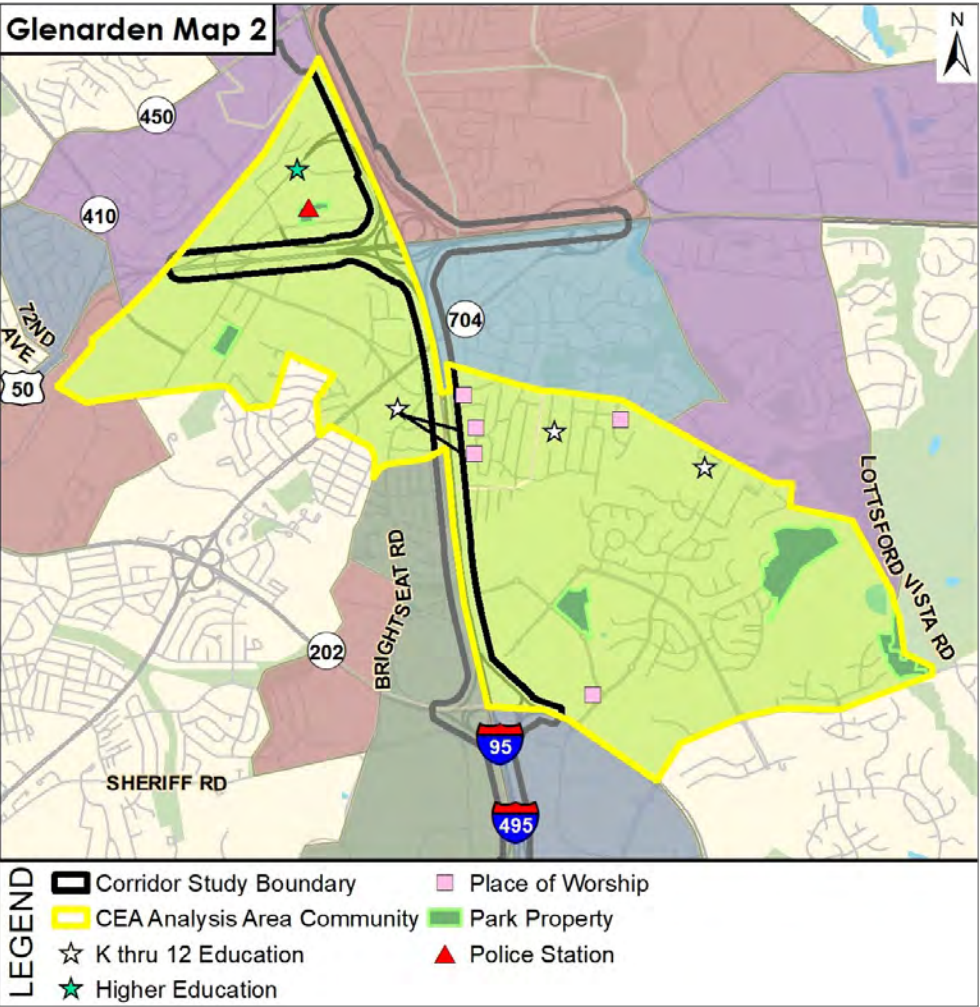 Glenarden Map 2
N
450
410
72ND
AVE
50
704
LOTTSFORD VISTA RD
BRIGHTSEAT RD
202
95
SHERIFF RD
495
LEGEND
Corridor Study Boundary
Place of Worship
CEA Analysis Area Community
Park Property
K thru 12 Education
Police Station
Higher Education